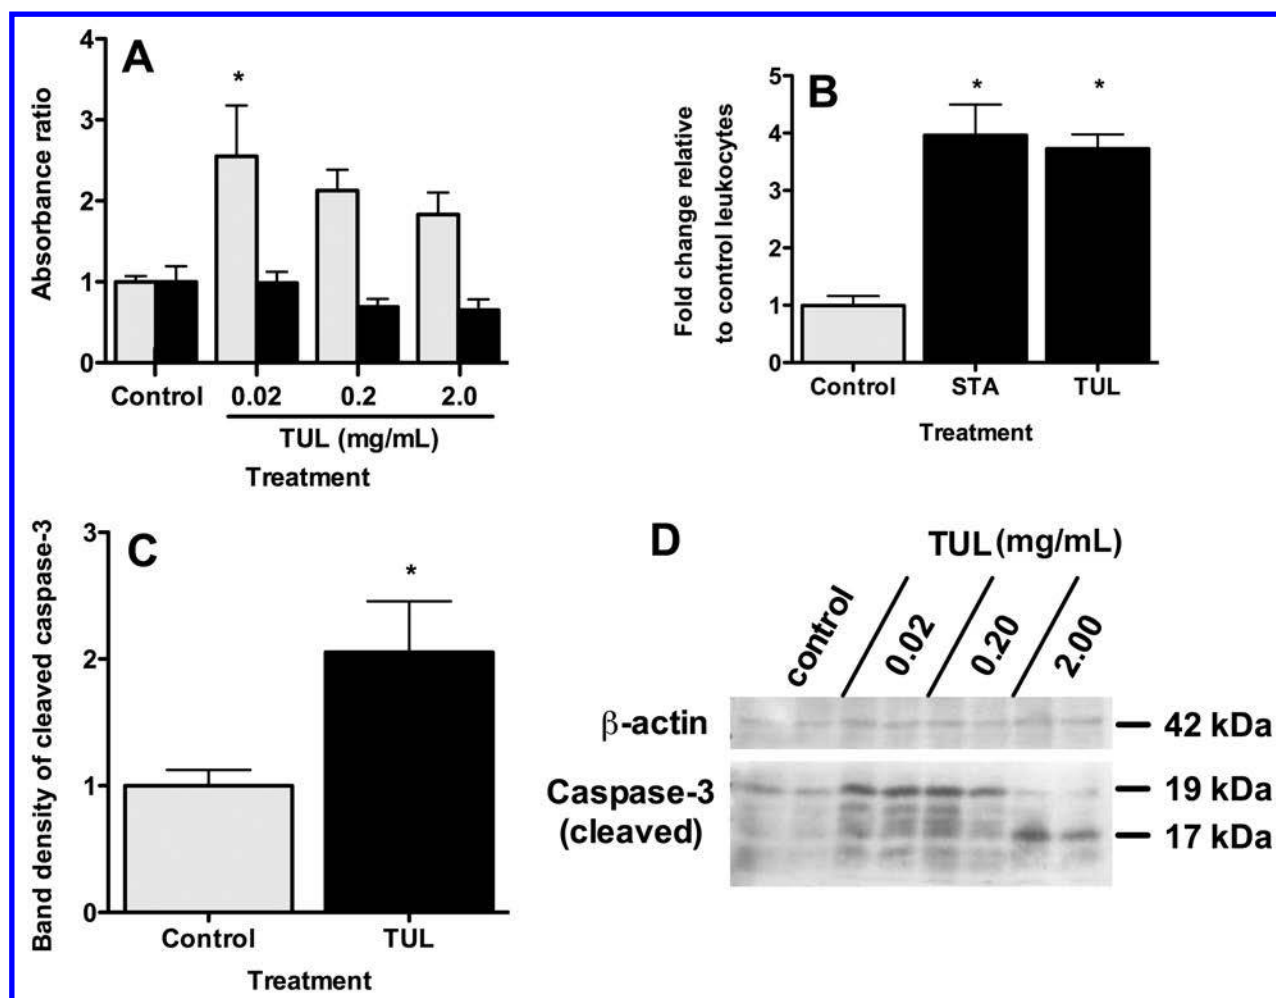 A
*
Absorbance ratio
4
3
2
1
0
Control
0.02
0.2
2.0
TUL (mg/mL)
Treatment
B
*
*
Fold change relative
to control leukocytes
5
4
3
2
1
0
Control
STA
TUL
Treatment
C
*
Band density of cleaved caspase-3
3
2
1
0
Control
TUL
Treatment
D
TUL (mg/mL)
control
0.02
0.20
2.00
β-actin
42 kDa
Caspase-3
(cleaved)
19 kDa
17 kDa